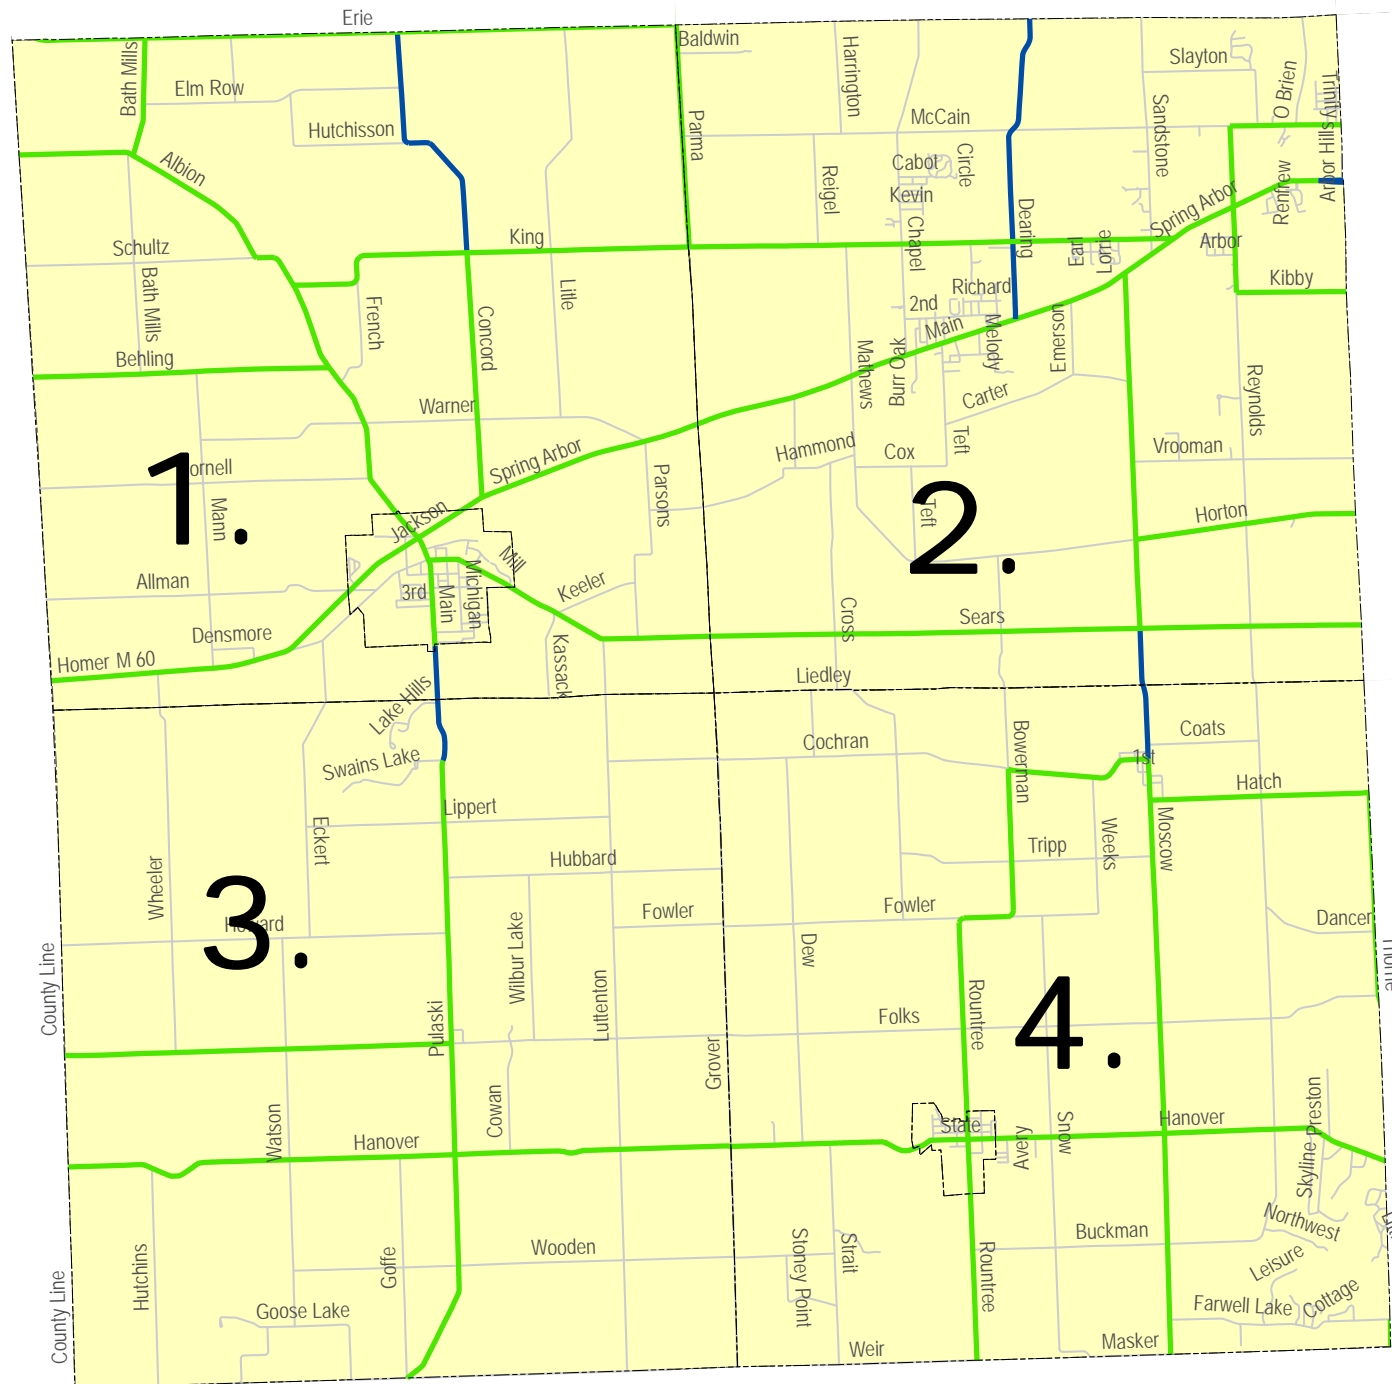 Erie
Baldwin
Bath Mills
Elm Row
Harrington
Slayton
O Brien
Hutchisson
Parma
McCain
Sandstone
Albion
Cabot
Circle
Kevin
Reigel
Renfrew
Arbor Hills
Spring Arbor
Schultz
King
Chapel
Dearing
Earl
Lorrie
Arbor
Bath Mills
French
Litle
Concord
Richard
2nd
Main
Kibby
Melody
Emerson
Behling
Mathews
Burr Oak
Carter
Reynolds
Warner
Hammond
Cox
Teft
Vrooman
Spring Arbor
Parsons
1.
2.
Mann
Jackson
Teft
Horton
Mill
Allman
3rd
Main
Michigan
Keeler
Densmore
Cross
Sears
Homer M 60
Kassack
Liedley
Lake Hills
Swains Lake
Cochran
Bowerman
Coats
1st
Hatch
Lippert
Eckert
Hubbard
Tripp
Weeks
Moscow
Wheeler
3.
Wilbur Lake
Fowler
Fowler
Dancer
County Line
Dew
Luttenton
Pulaski
Rountree
4.
Folks
Grover
Cowan
Watson
Hanover
State
Avery
Snow
Hanover
Preston
Skyline
Hutchins
Goffe
Wooden
Stoney Point
Strait
Rountree
Buckman
Northwest
Leisure
County Line
Goose Lake
Farwell Lake
Cottage
Weir
Masker